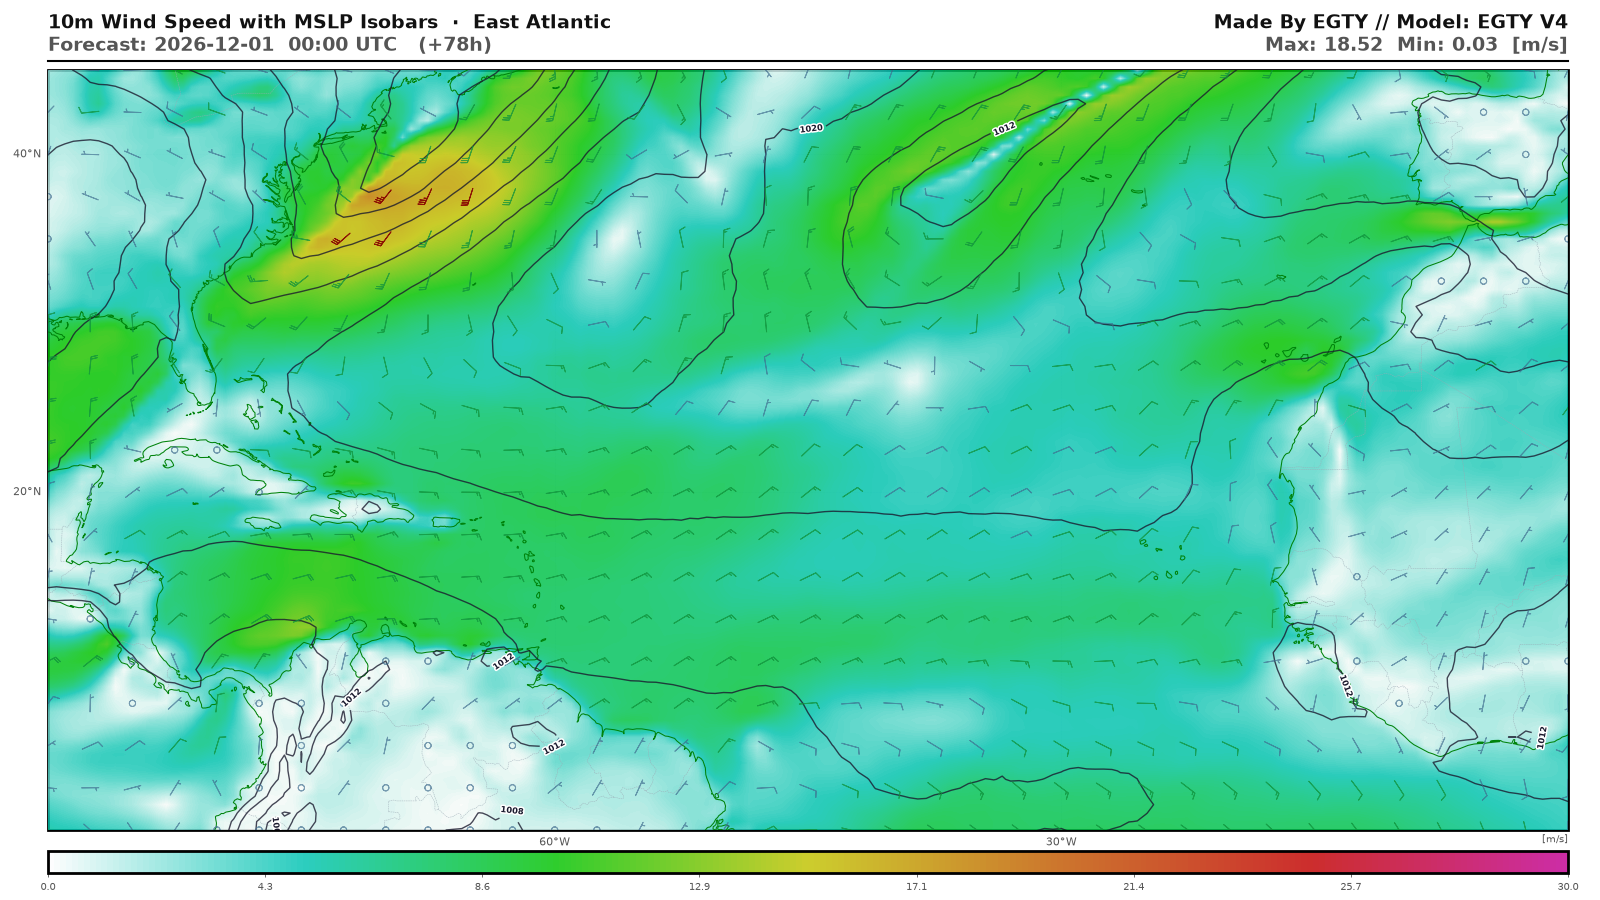 10m Wind Speed with MSLP Isobars · East Atlantic
Made By EGTY // Model: EGTY V4
Forecast: 2026-12-01 00:00 UTC (+78h)
Max: 18.52 Min: 0.03 [m/s]
1020
1012
40°N
20°N
1012
1012
1012
1012
1012
1008
60°W
30°W
[m/s]
0.0
4.3
8.6
12.9
17.1
21.4
25.7
30.0